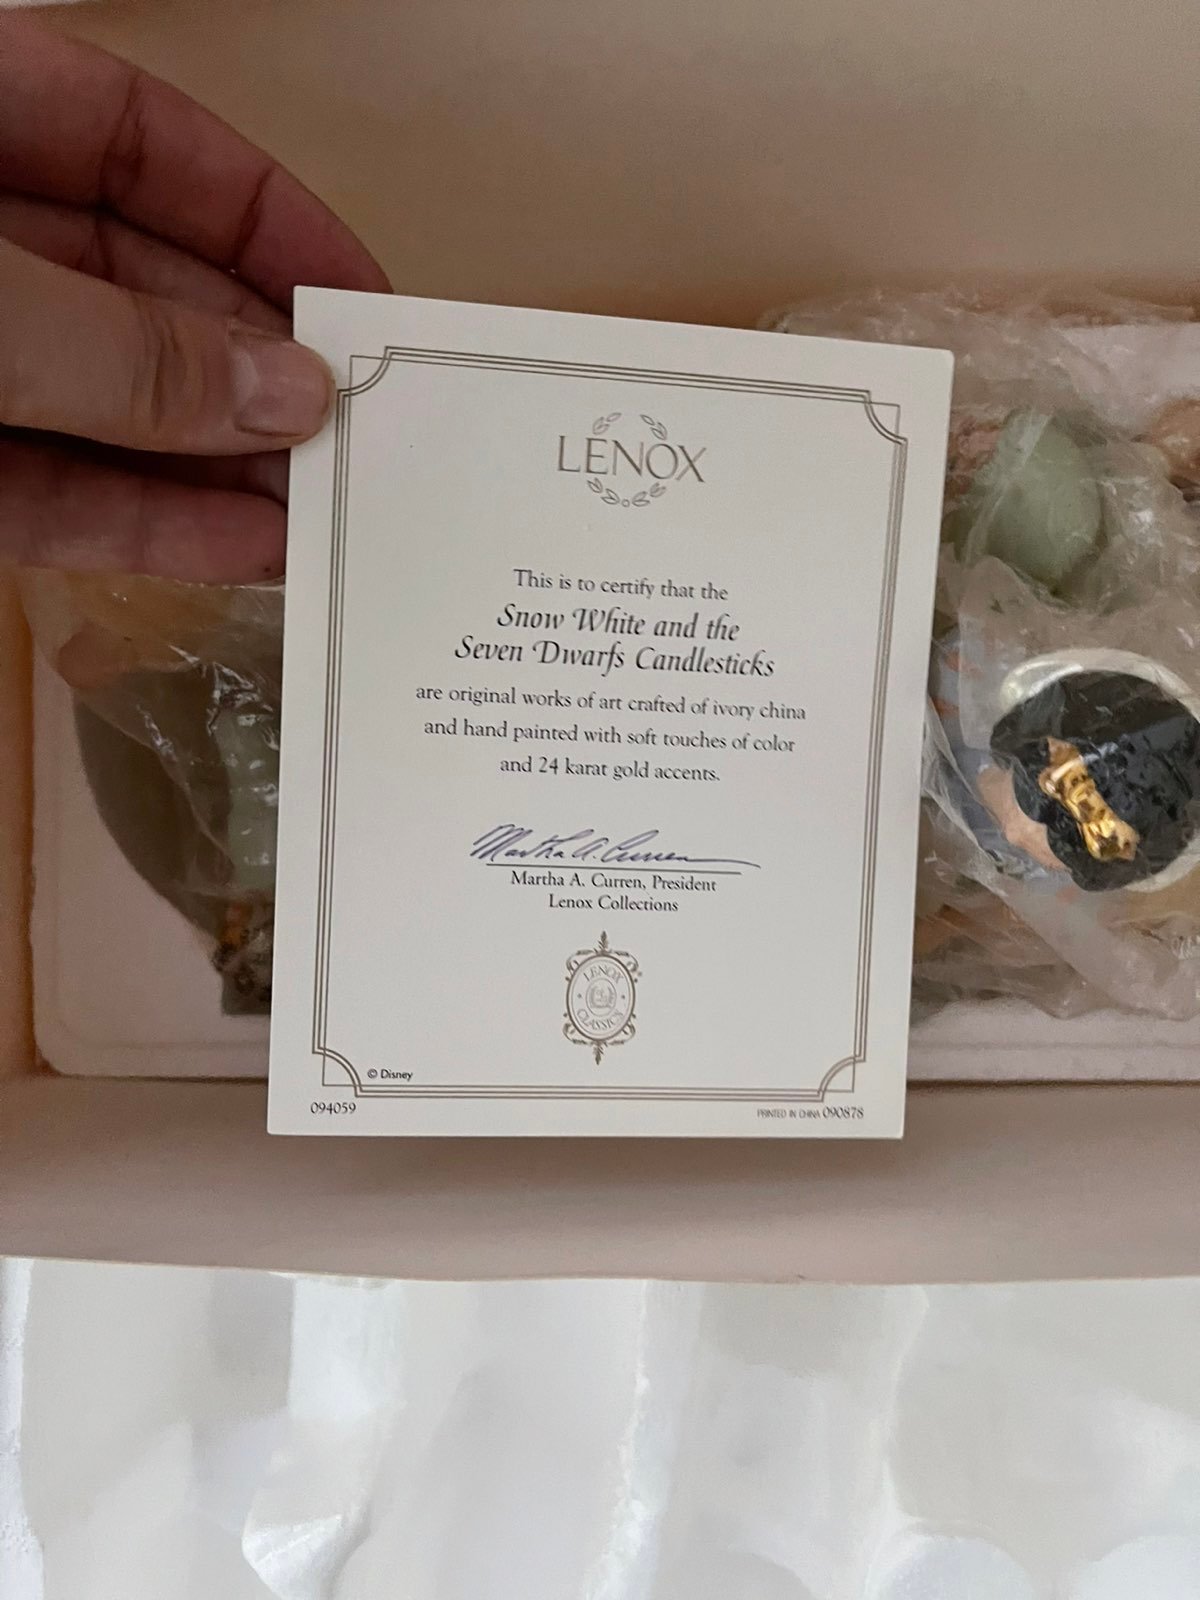 LENOX
This is to certify that the
Snow White and the
Seven Dwarfs Candlesticks
are original works of art crafted of ivory china
and hand painted with soft touches of color
and 24 karat gold accents.
Martha A. Curren
Martha A. Curren, President
Lenox Collections
LENOX
CLASSICS
© Disney
094059
PRINTED IN CHINA 090878